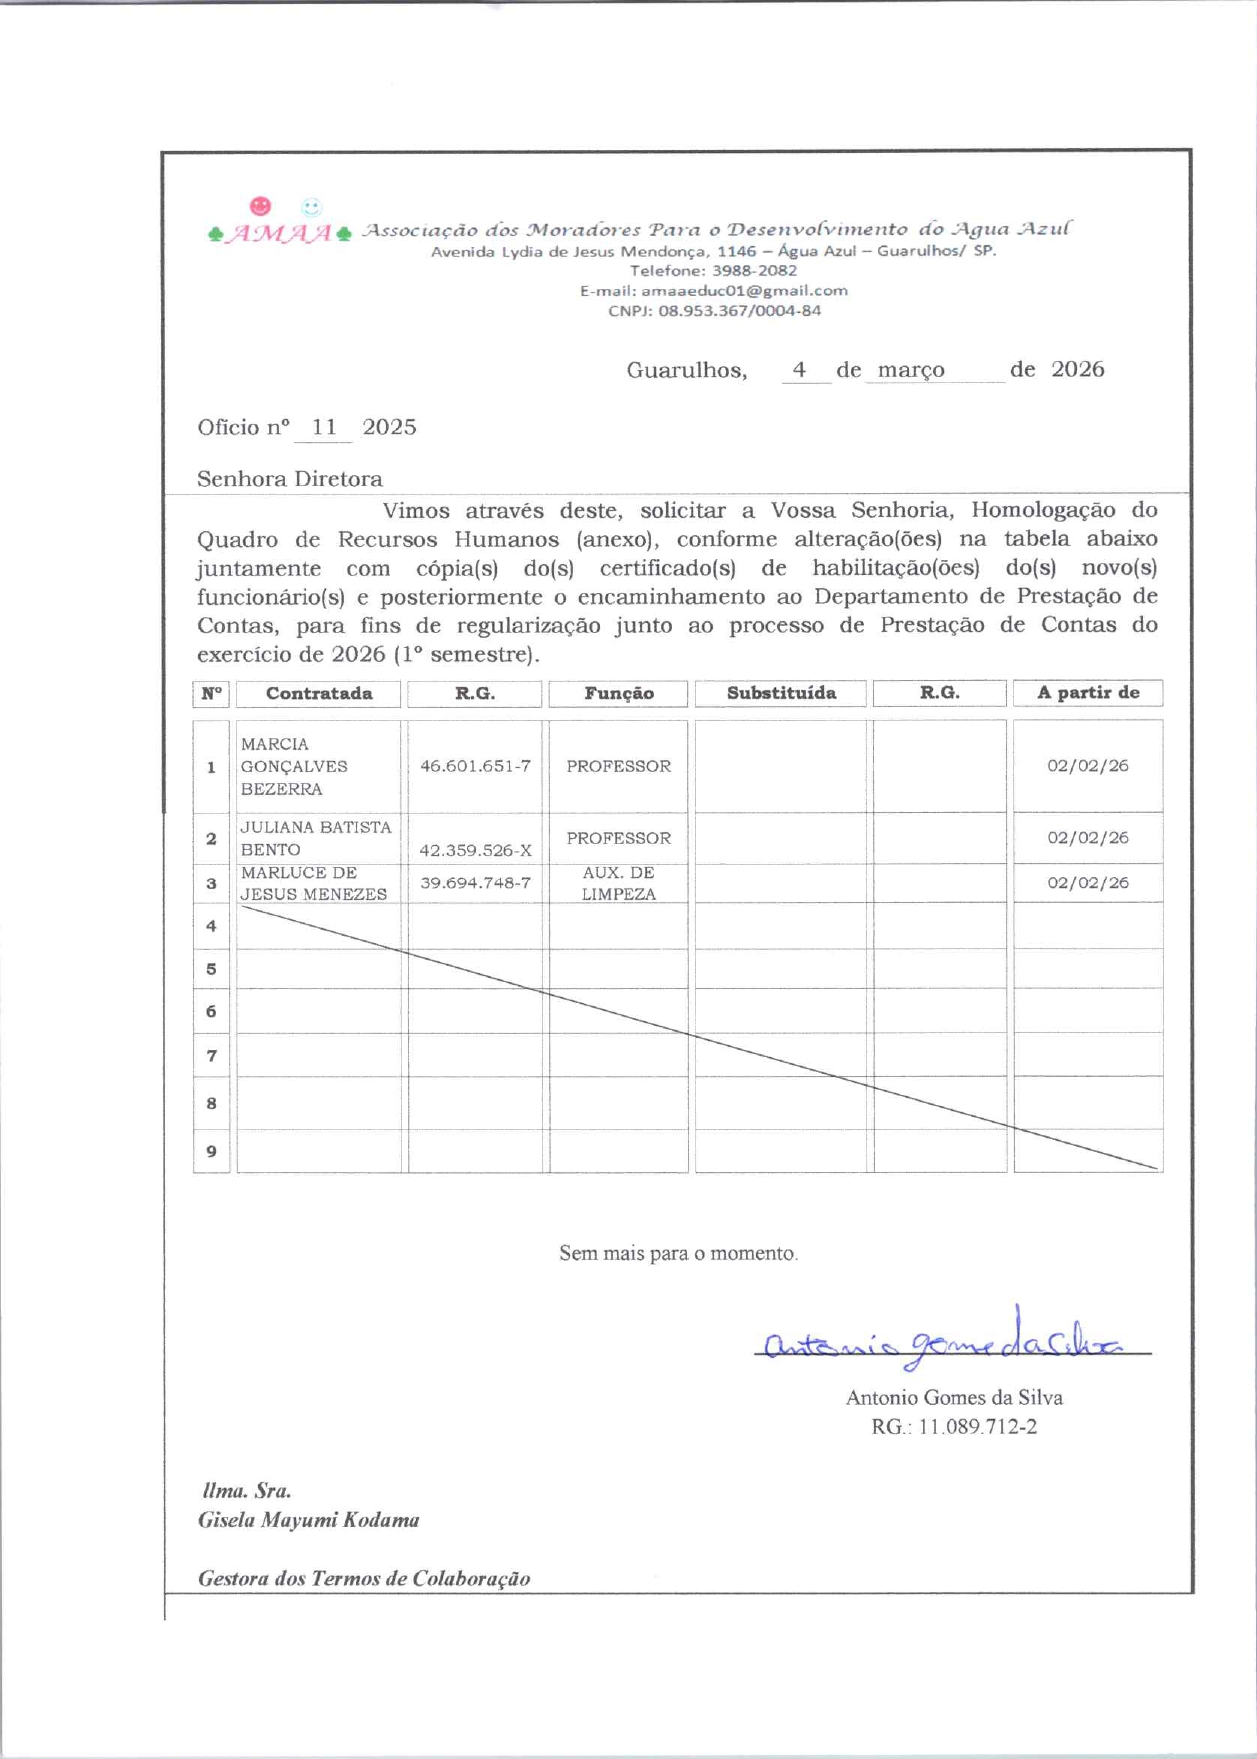 AMAA Associação dos Moradores Para o Desenvolvimento do Agua Azul
Avenida Lydia de Jesus Mendonça, 1146 – Água Azul – Guarulhos/ SP.
Telefone: 3988-2082
E-mail: amaaeduc01@gmail.com
CNPJ: 08.953.367/0004-84
Guarulhos, 4 de março de 2026
Oficio nº 11 2025
Senhora Diretora
Vimos através deste, solicitar a Vossa Senhoria, Homologação do
Quadro de Recursos Humanos (anexo), conforme alteração(ões) na tabela abaixo
juntamente com cópia(s) do(s) certificado(s) de habilitação(ões) do(s) novo(s)
funcionário(s) e posteriormente o encaminhamento ao Departamento de Prestação de
Contas, para fins de regularização junto ao processo de Prestação de Contas do
exercício de 2026 (1º semestre).
Nº Contratada R.G. Função Substituída R.G. A partir de
MARCIA
1 GONÇALVES 46.601.651-7 PROFESSOR 02/02/26
BEZERRA
JULIANA BATISTA
2 BENTO 42.359.526-X PROFESSOR 02/02/26
MARLUCE DE AUX. DE
3 JESUS MENEZES 39.694.748-7 LIMPEZA 02/02/26
4
5
6
7
8
9
Sem mais para o momento.
Antonio gome da Silva
Antonio Gomes da Silva
RG.: 11.089.712-2
Ilma. Sra.
Gisela Mayumi Kodama
Gestora dos Termos de Colaboração